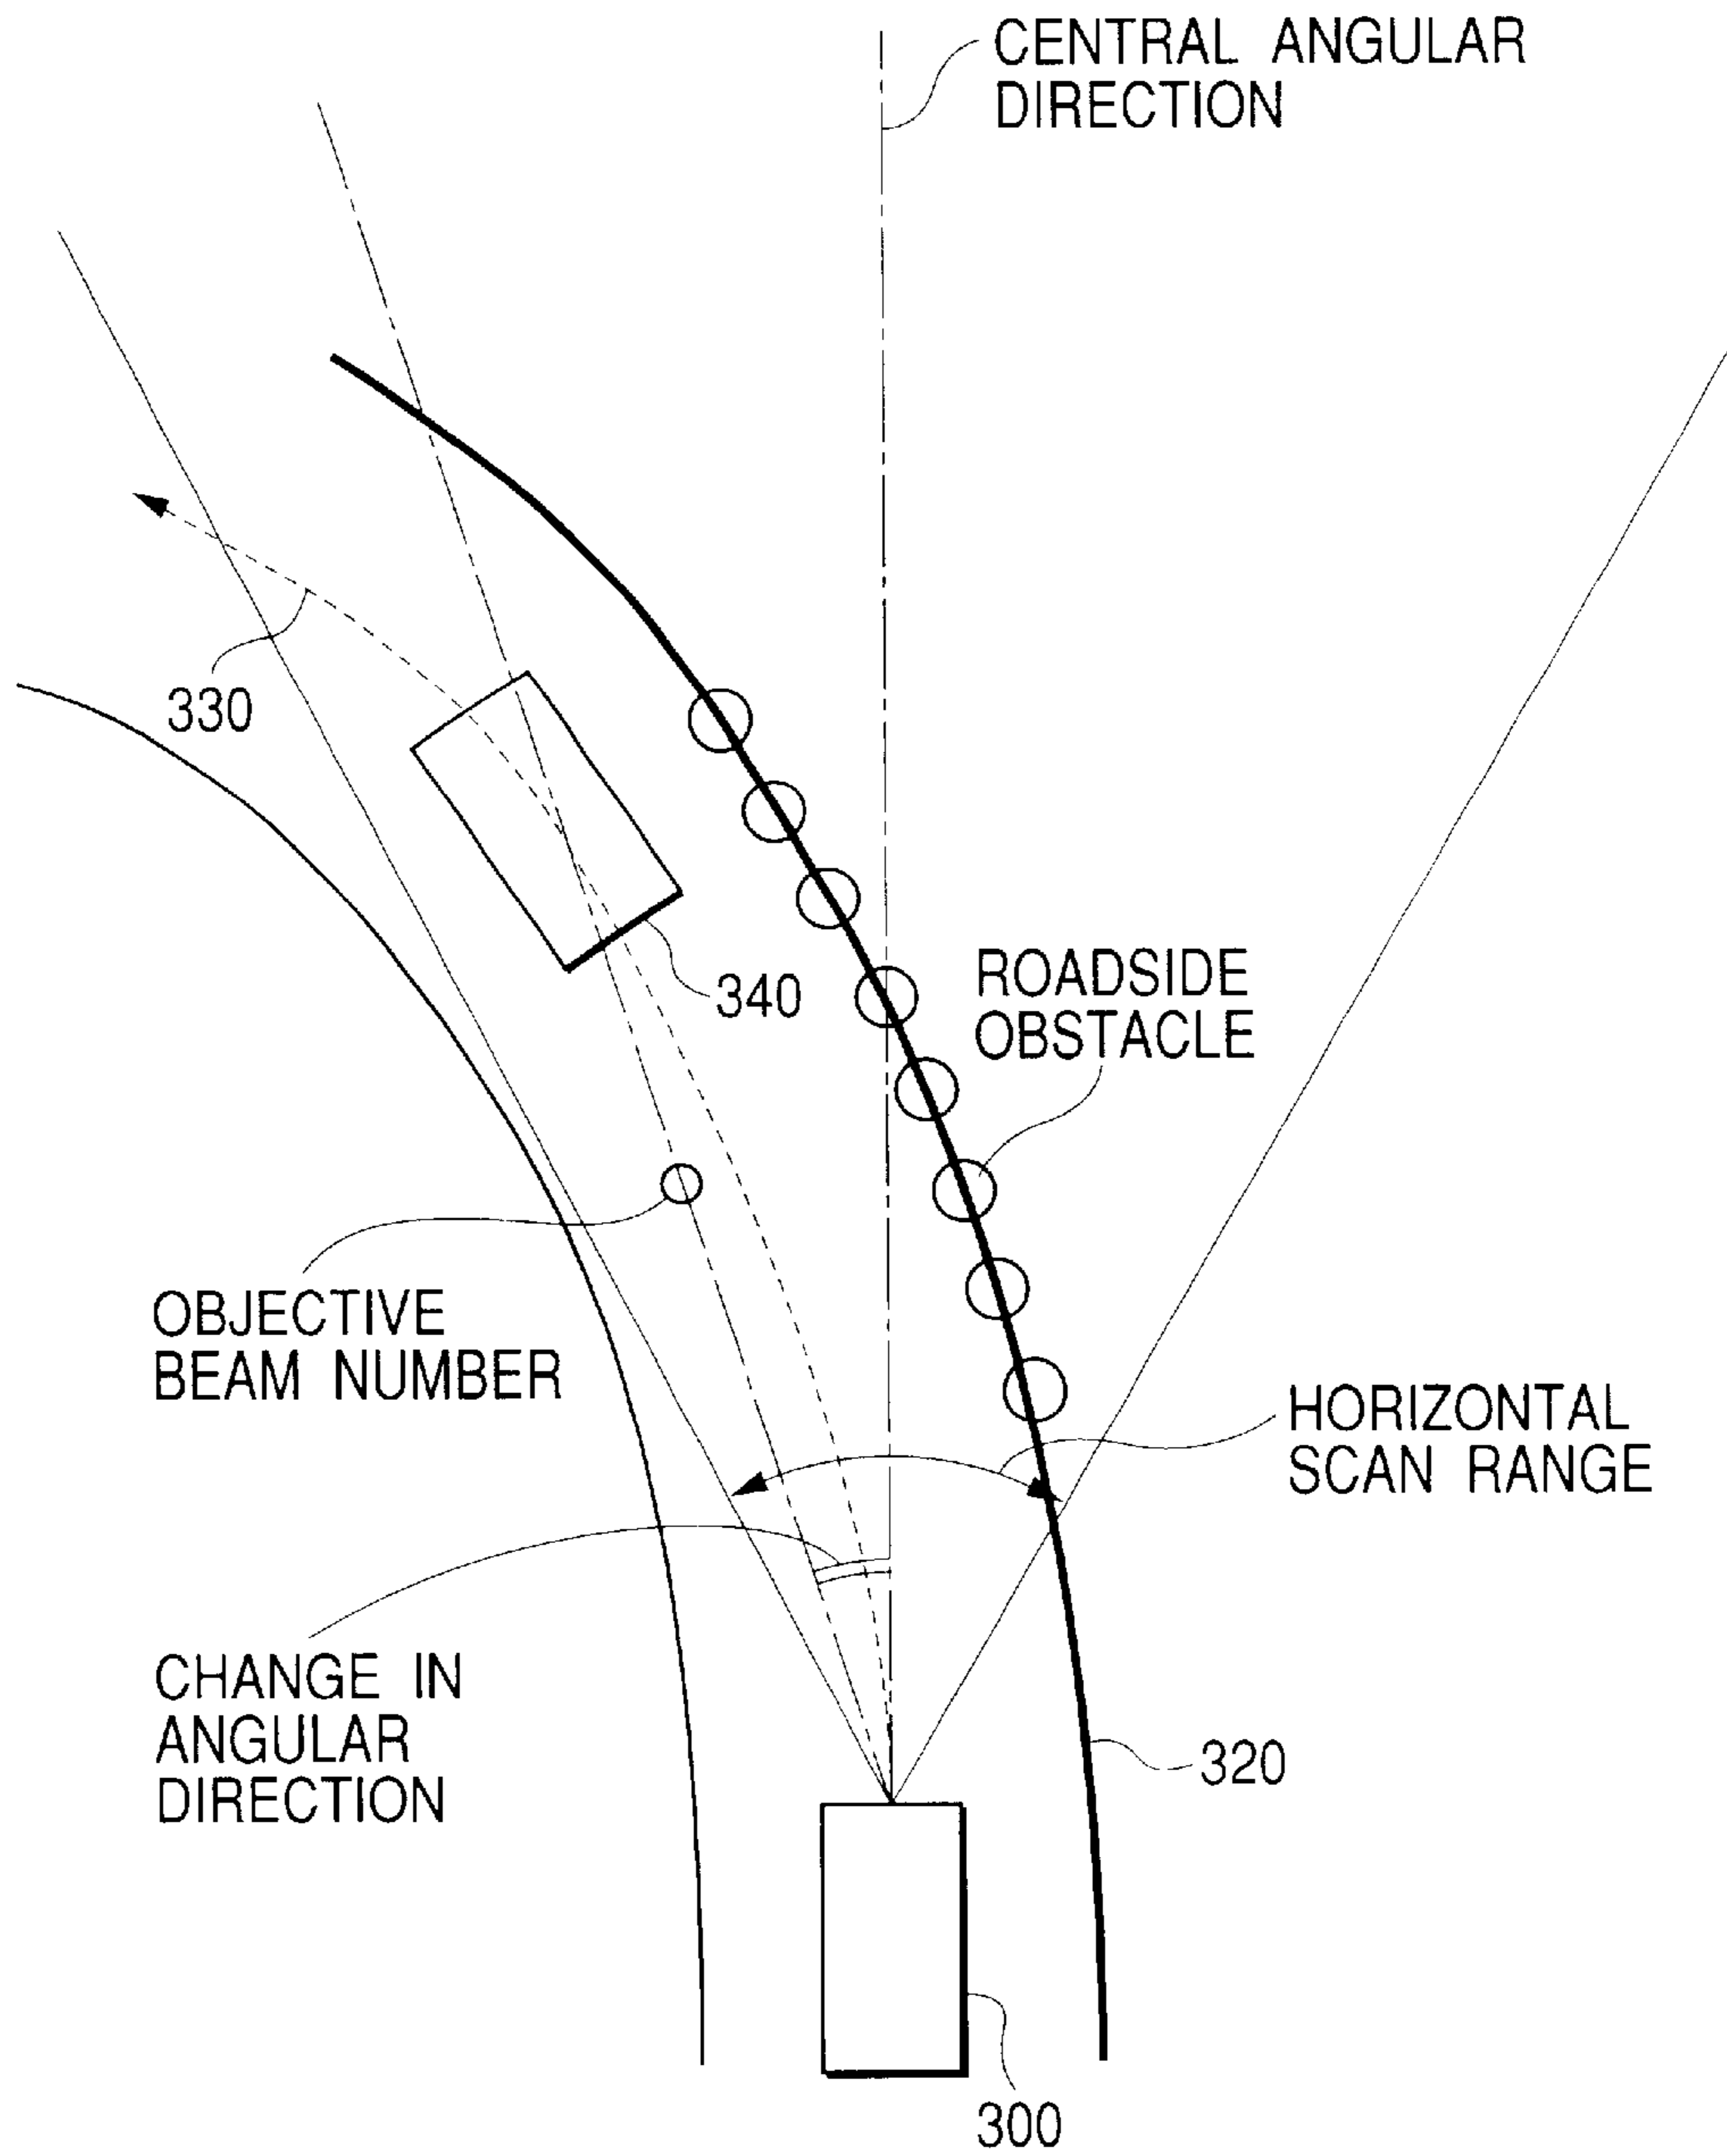 CENTRAL ANGULAR
DIRECTION
330
340
ROADSIDE
OBSTACLE
OBJECTIVE
BEAM NUMBER
HORIZONTAL
SCAN RANGE
CHANGE IN
ANGULAR
DIRECTION
320
300